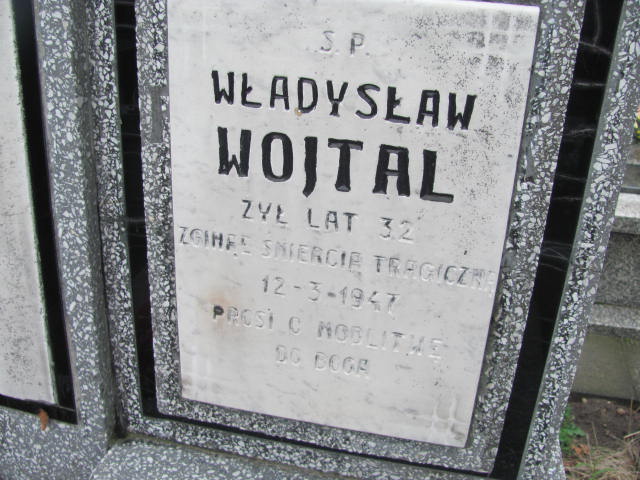 Ś.P.
WŁADYSŁAW
WOJTAL
ŻYŁ LAT 32
ZGINĄŁ ŚMIERCIĄ TRAGICZNĄ
12-3-1947
PROSI O MODLITWĘ
DO BOGA